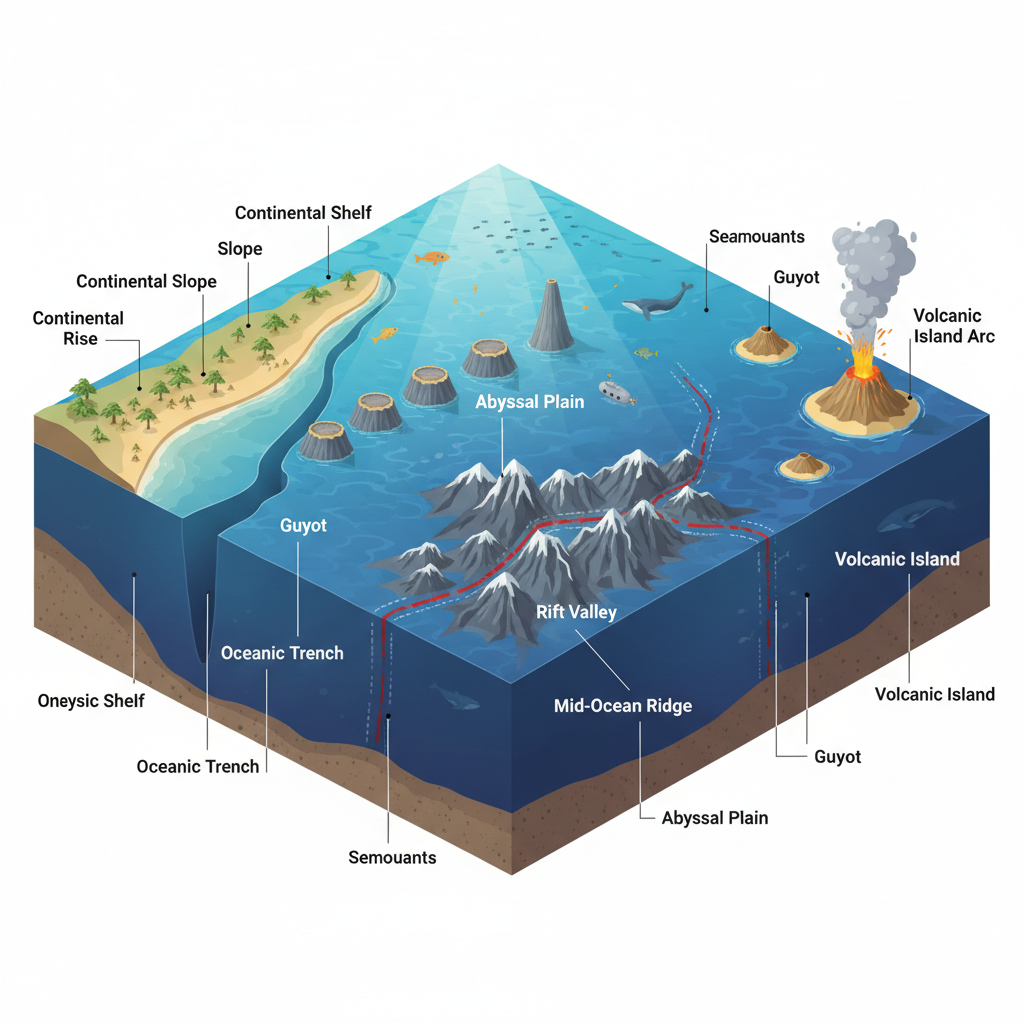 Continental Shelf
Slope
Seamouants
Continental Slope
Guyot
Continental
Rise
Volcanic
Island Arc
Abyssal Plain
Guyot
Volcanic Island
Rift Valley
Oceanic Trench
Oneysic Shelf
Mid-Ocean Ridge
Volcanic Island
Oceanic Trench
Guyot
Abyssal Plain
Semouants